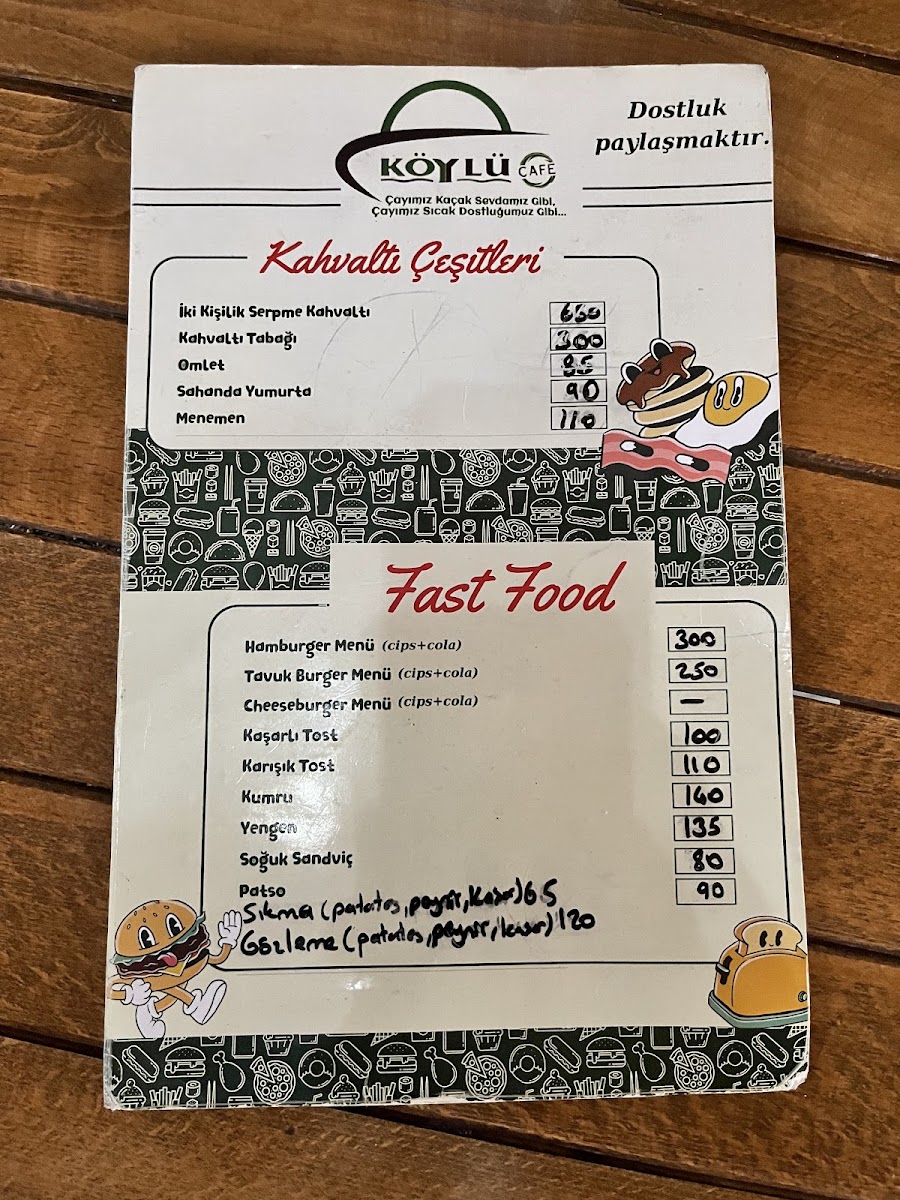 Dostluk
paylaşmaktır.
KÖYLÜ CAFE
Çayımız Kaçak Sevdamız Gibi,
Çayımız Sıcak Dostluğumuz Gibi...
Kahvaltı Çeşitleri
İki Kişilik Serpme Kahvaltı 650
Kahvaltı Tabağı 300
Omlet 85
Sahanda Yumurta 90
Menemen 110
Fast Food
Hamburger Menü (cips+cola) 300
Tavuk Burger Menü (cips+cola) 250
Cheeseburger Menü (cips+cola) —
Kaşarlı Tost 100
Karışık Tost 110
Kumru 140
Yengen 135
Soğuk Sandviç 80
Patso 90
Sıkma (patates, peynir, kaşar) 65
Gözleme (patates, peynir, kaşar) 120